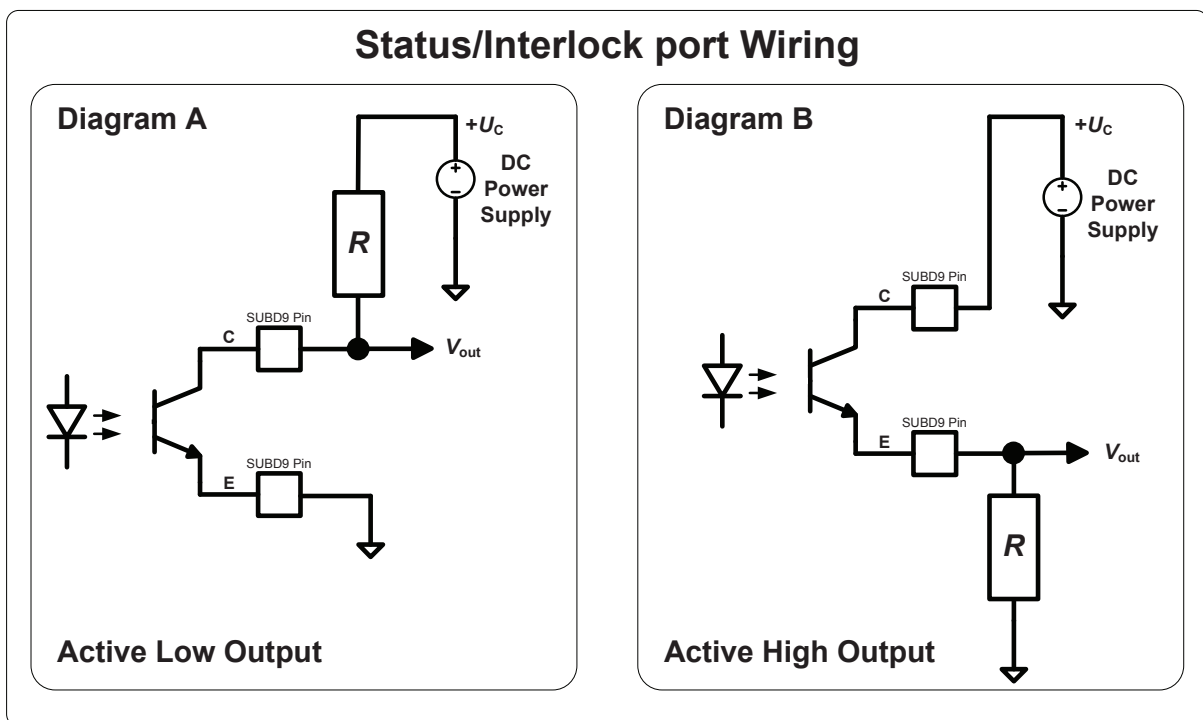 Status/Interlock port Wiring
Diagram A
+UC
+
−
DC
Power
Supply
R
SUBD9 Pin
C
Vout
SUBD9 Pin
E
Active Low Output
Diagram B
+UC
+
−
DC
Power
Supply
SUBD9 Pin
C
SUBD9 Pin
E
Vout
R
Active High Output